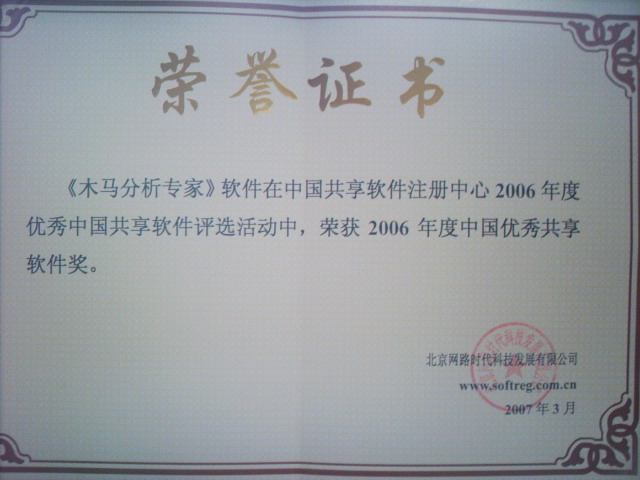 荣誉证书
《木马分析专家》软件在中国共享软件注册中心 2006 年度
优秀中国共享软件评选活动中，荣获 2006 年度中国优秀共享
软件奖。
北京网路时代科技发展有限公司
www.softreg.com.cn
2007 年 3 月